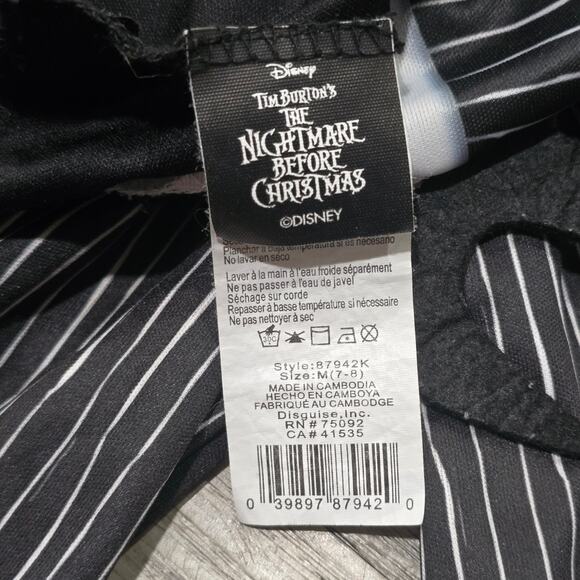 Disney
TIM BURTON'S
THE
NIGHTMARE
BEFORE
CHRISTMAS
©DISNEY
Planchar a baja temperatura si es necesano
No lavar en seco
Laver à la main à l'eau froide séparément
Ne pas passer à l'eau de javel
Séchage sur corde
Repasser à basse température si nécessaire
Ne pas nettoyer à sec
30C
Style:87942K
Size:M(7-8)
MADE IN CAMBODIA
HECHO EN CAMBOYA
FABRIQUÉ AU CAMBODGE
Disguise,Inc.
RN# 75092
CA# 41535
0 39897 87942 0